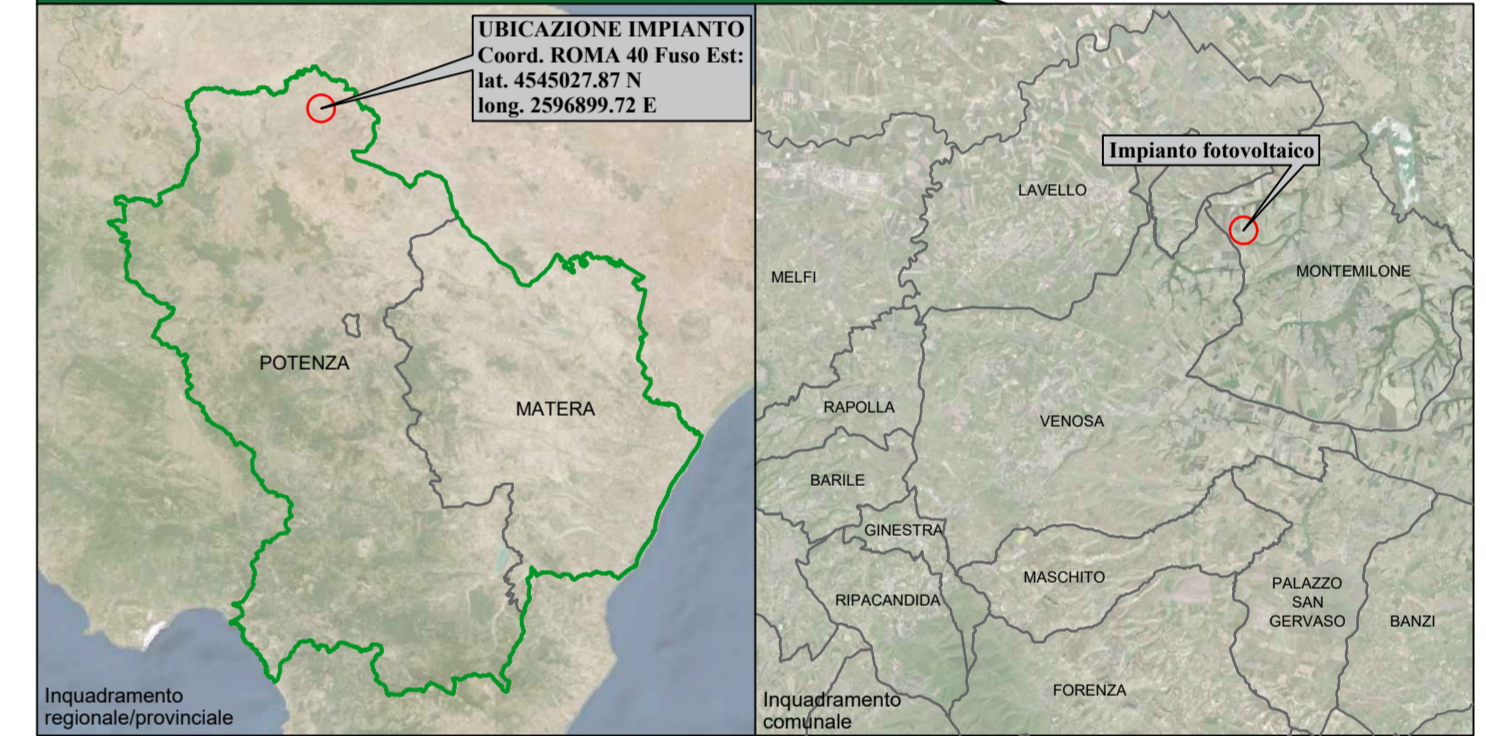 UBICAZIONE IMPIANTO
Coord. ROMA 40 Fuso Est:
lat. 4545027.87 N
long. 2596899.72 E
POTENZA
MATERA
Inquadramento
regionale/provinciale
Impianto fotovoltaico
LAVELLO
MELFI
MONTEMILONE
RAPOLLA
VENOSA
BARILE
GINESTRA
MASCHITO
RIPACANDIDA
PALAZZO
SAN
GERVASO
BANZI
FORENZA
Inquadramento
comunale